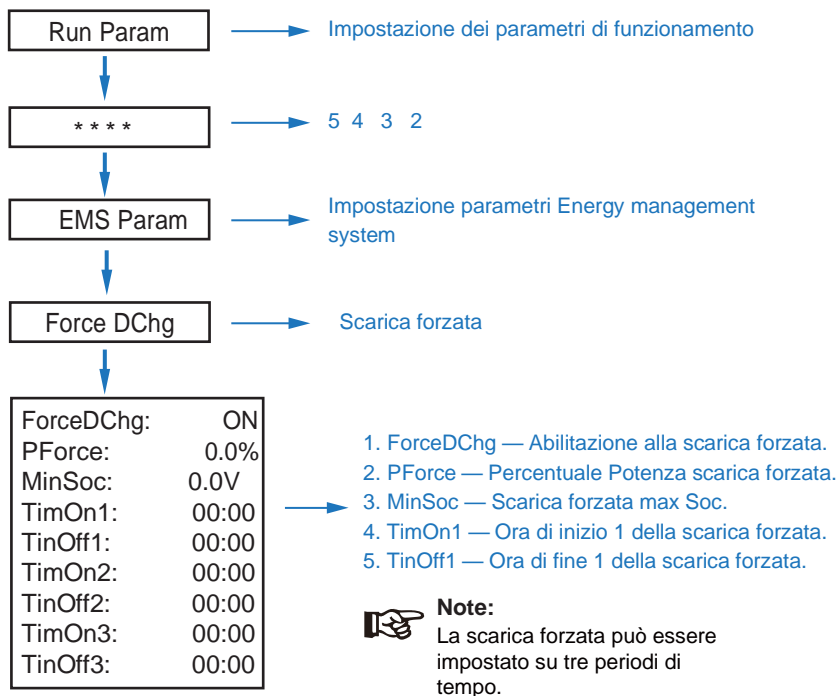 Run Param
Impostazione dei parametri di funzionamento
* * * *
5 4 3 2
EMS Param
Impostazione parametri Energy management
system
Force DChg
Scarica forzata
ForceDChg: ON
PForce: 0.0%
MinSoc: 0.0V
TimOn1: 00:00
TinOff1: 00:00
TimOn2: 00:00
TinOff2: 00:00
TimOn3: 00:00
TinOff3: 00:00
1. ForceDChg — Abilitazione alla scarica forzata.
2. PForce — Percentuale Potenza scarica forzata.
3. MinSoc — Scarica forzata max Soc.
4. TimOn1 — Ora di inizio 1 della scarica forzata.
5. TinOff1 — Ora di fine 1 della scarica forzata.
Note:
La scarica forzata può essere
impostato su tre periodi di
tempo.